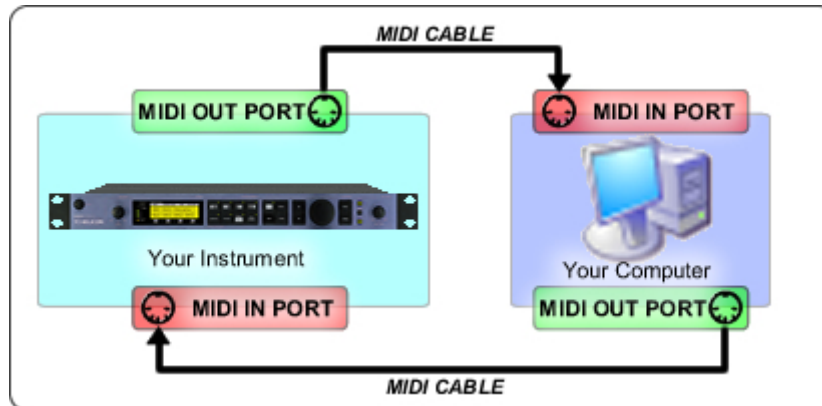 MIDI CABLE
MIDI OUT PORT
MIDI IN PORT
Your Instrument
Your Computer
MIDI IN PORT
MIDI OUT PORT
MIDI CABLE